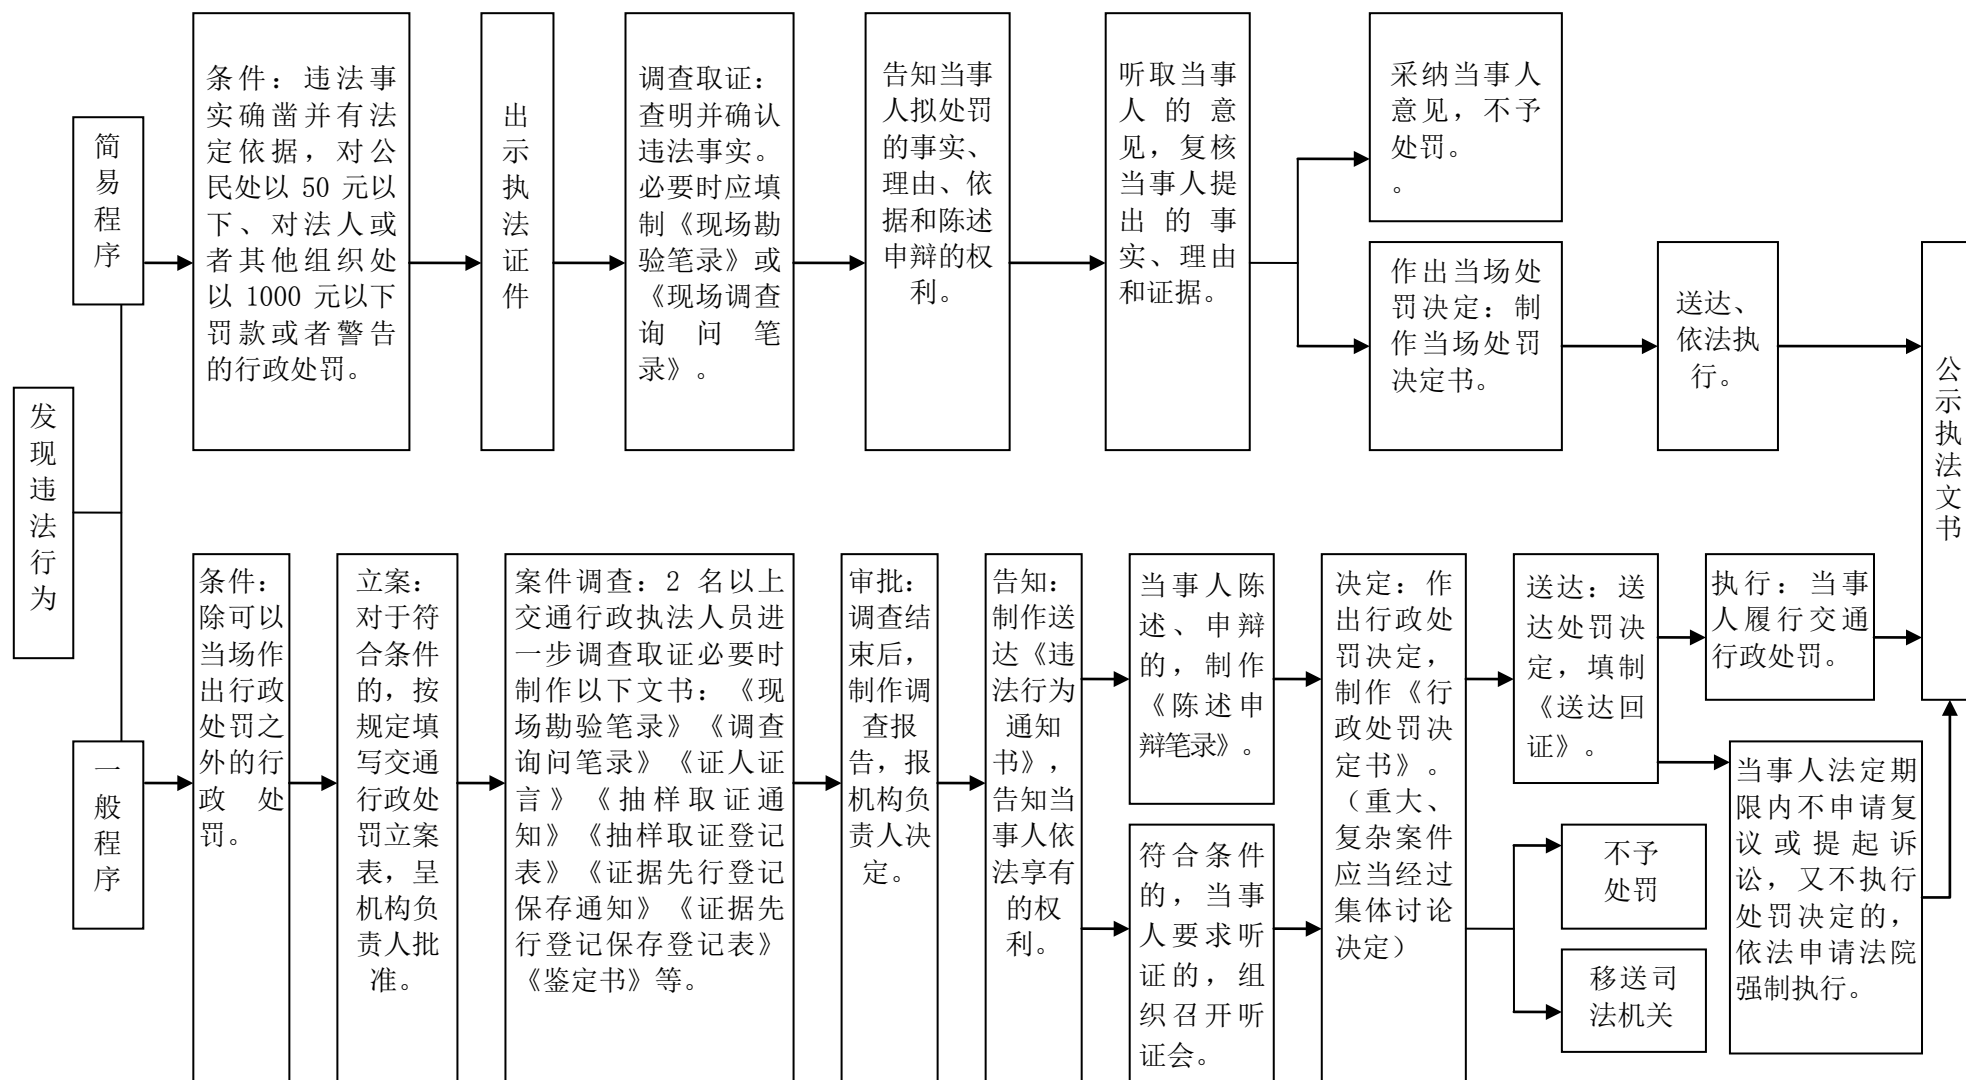 发现违法行为
简易程序
条件：违法事
实确凿并有法
定依据，对公
民处以 50 元以
下、对法人或
者其他组织处
以 1000 元以下
罚款或者警告
的行政处罚。
出示执法证件
调查取证：
查明并确认
违法事实。
必要时应填
制《现场勘
验笔录》或
《现场调查
询问笔
录》。
告知当事
人拟处罚
的事实、
理由、依
据和陈述
申辩的权
利。
听取当事
人的意
见，复核
当事人提
出的事
实、理由
和证据。
采纳当事人
意见，不予
处罚。
。
作出当场处
罚决定：制
作当场处罚
决定书。
送达、
依法执
行。
公示执法文书
一般程序
条件：
除可以
当场作
出行政
处罚之
外的行
政处
罚。
立案：
对于符
合条件
的，按
规定填
写交通
行政处
罚立案
表，呈
机构负
责人批
准。
案件调查：2 名以上
交通行政执法人员进
一步调查取证必要时
制作以下文书：《现
场勘验笔录》《调查
询问笔录》《证人证
言》《抽样取证通
知》《抽样取证登记
表》《证据先行登记
保存通知》《证据先
行登记保存登记表》
《鉴定书》等。
审批：
调查结
束后，
制作调
查报
告，报
机构负
责人决
定。
告知：
制作送
达《违
法行为
通知
书》，
告知当
事人依
法享有
的权
利。
当事人陈
述、申辩
的，制作
《陈述申
辩笔录》。
符合条件
的，当事
人要求听
证的，组
织召开听
证会。
决定：作
出行政处
罚决定，
制作《行
政处罚决
定书》。
（重大、
复杂案件
应当经过
集体讨论
决定）
送达：送
达处罚决
定，填制
《送达回
证》。
执行：当事
人履行交通
行政处罚。
不予
处罚
移送司
法机关
当事人法定期
限内不申请复
议或提起诉
讼，又不执行
处罚决定的，
依法申请法院
强制执行。